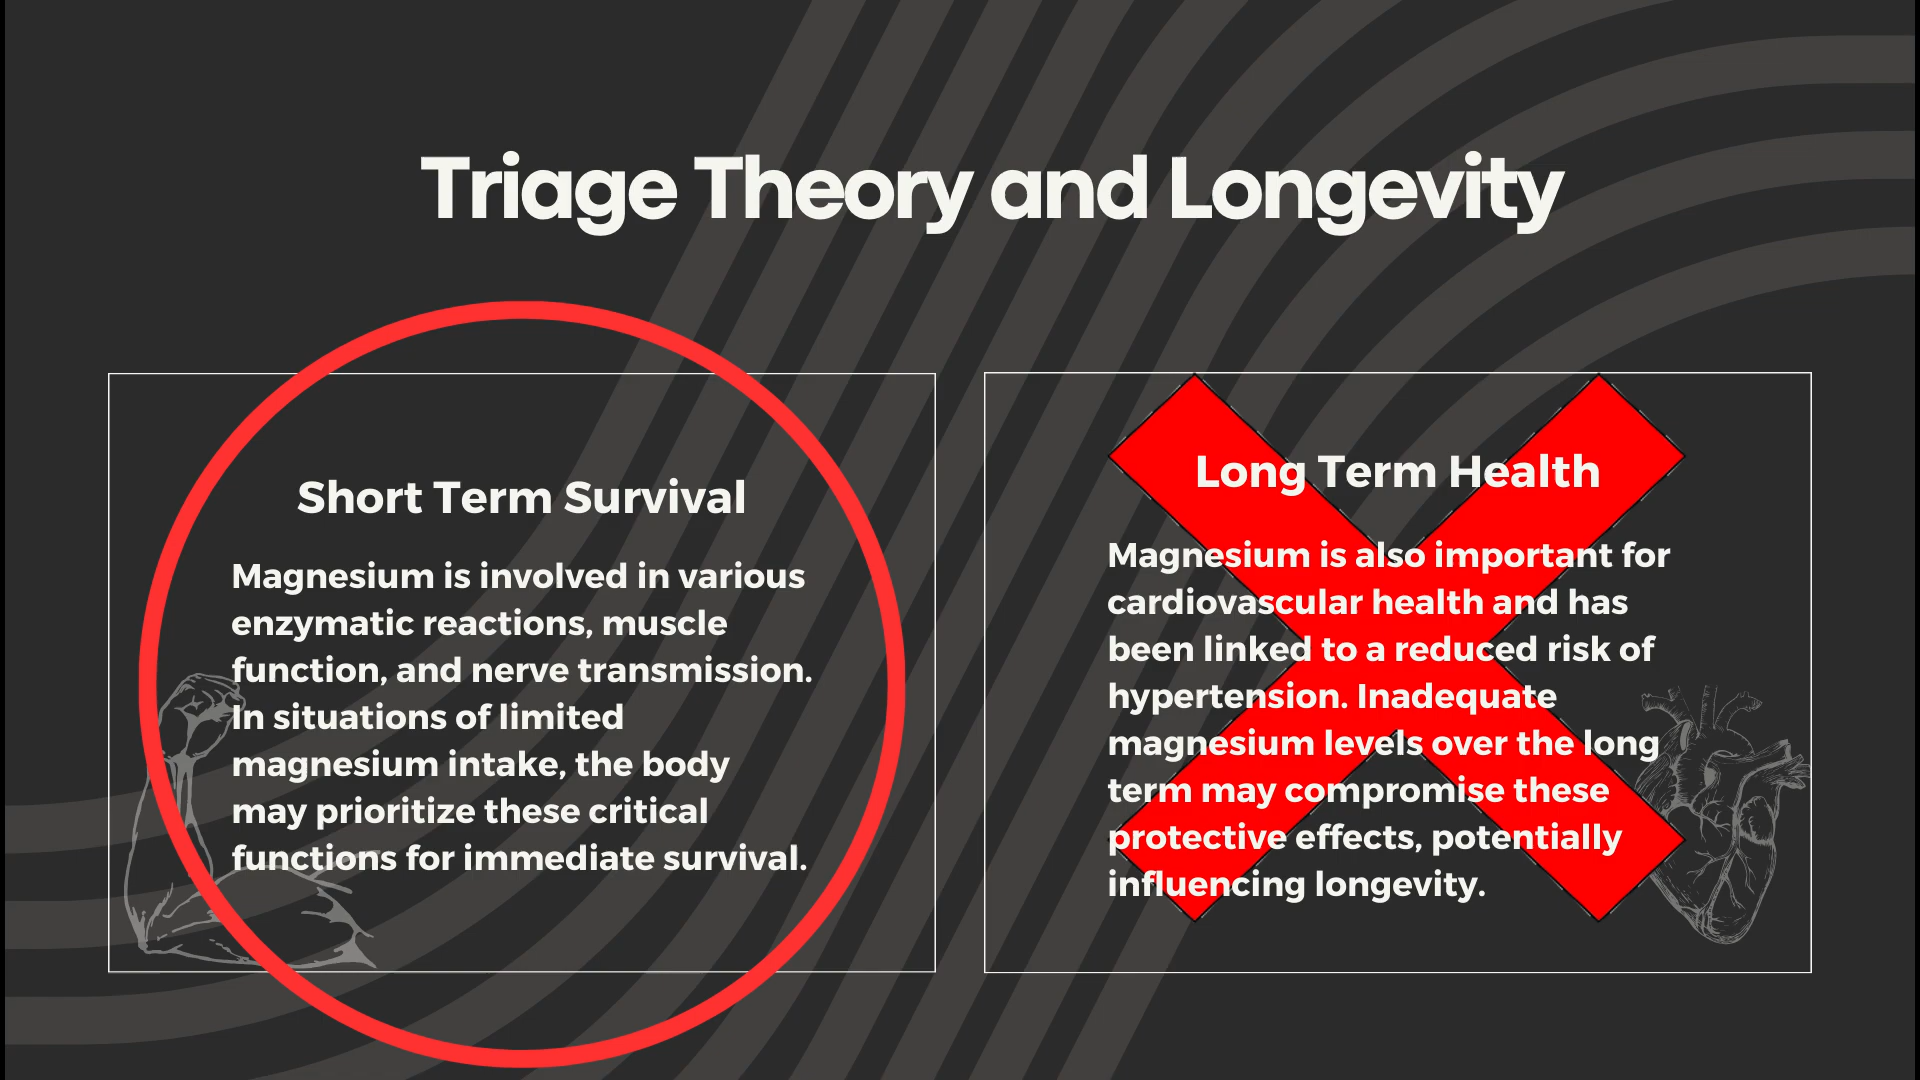 Triage Theory and Longevity
Short Term Survival
Magnesium is involved in various
enzymatic reactions, muscle
function, and nerve transmission.
In situations of limited
magnesium intake, the body
may prioritize these critical
functions for immediate survival.
Long Term Health
Magnesium is also important for
cardiovascular health and has
been linked to a reduced risk of
hypertension. Inadequate
magnesium levels over the long
term may compromise these
protective effects, potentially
influencing longevity.